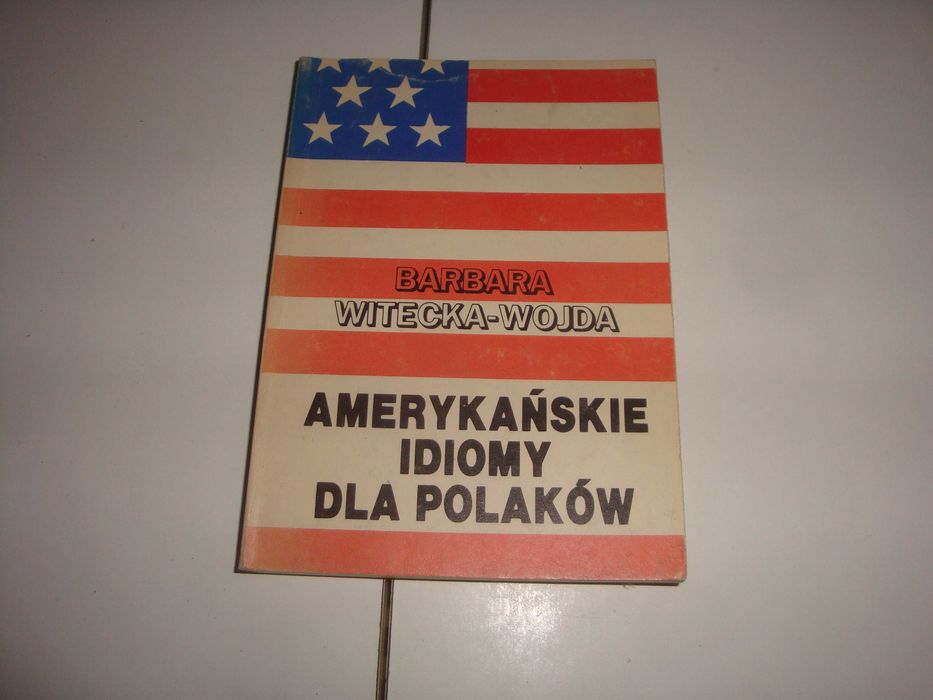 BARBARA
WITECKA-WOJDA
AMERYKAŃSKIE
IDIOMY
DLA POLAKÓW